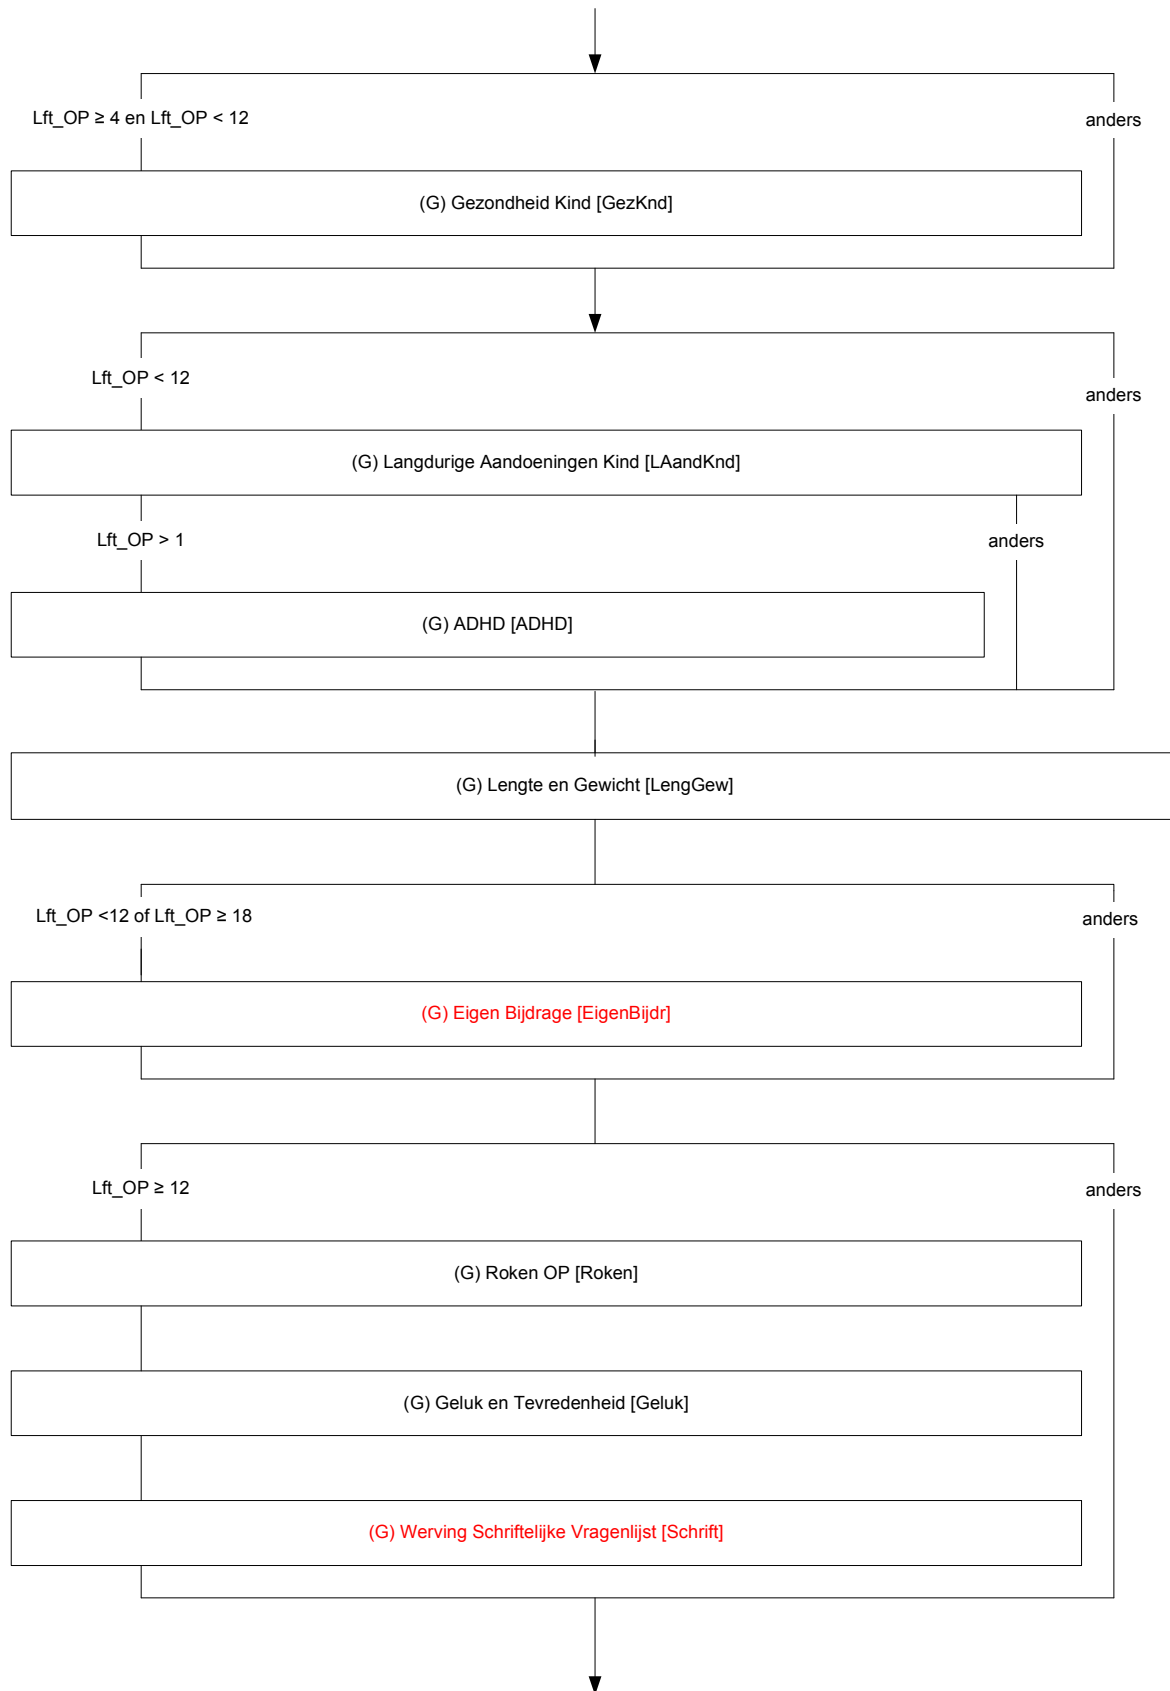 Lft_OP ≥ 4 en Lft_OP < 12
anders
(G) Gezondheid Kind [GezKnd]
Lft_OP < 12
anders
(G) Langdurige Aandoeningen Kind [LAandKnd]
Lft_OP > 1
anders
(G) ADHD [ADHD]
(G) Lengte en Gewicht [LengGew]
Lft_OP <12 of Lft_OP ≥ 18
anders
(G) Eigen Bijdrage [EigenBijdr]
Lft_OP ≥ 12
anders
(G) Roken OP [Roken]
(G) Geluk en Tevredenheid [Geluk]
(G) Werving Schriftelijke Vragenlijst [Schrift]